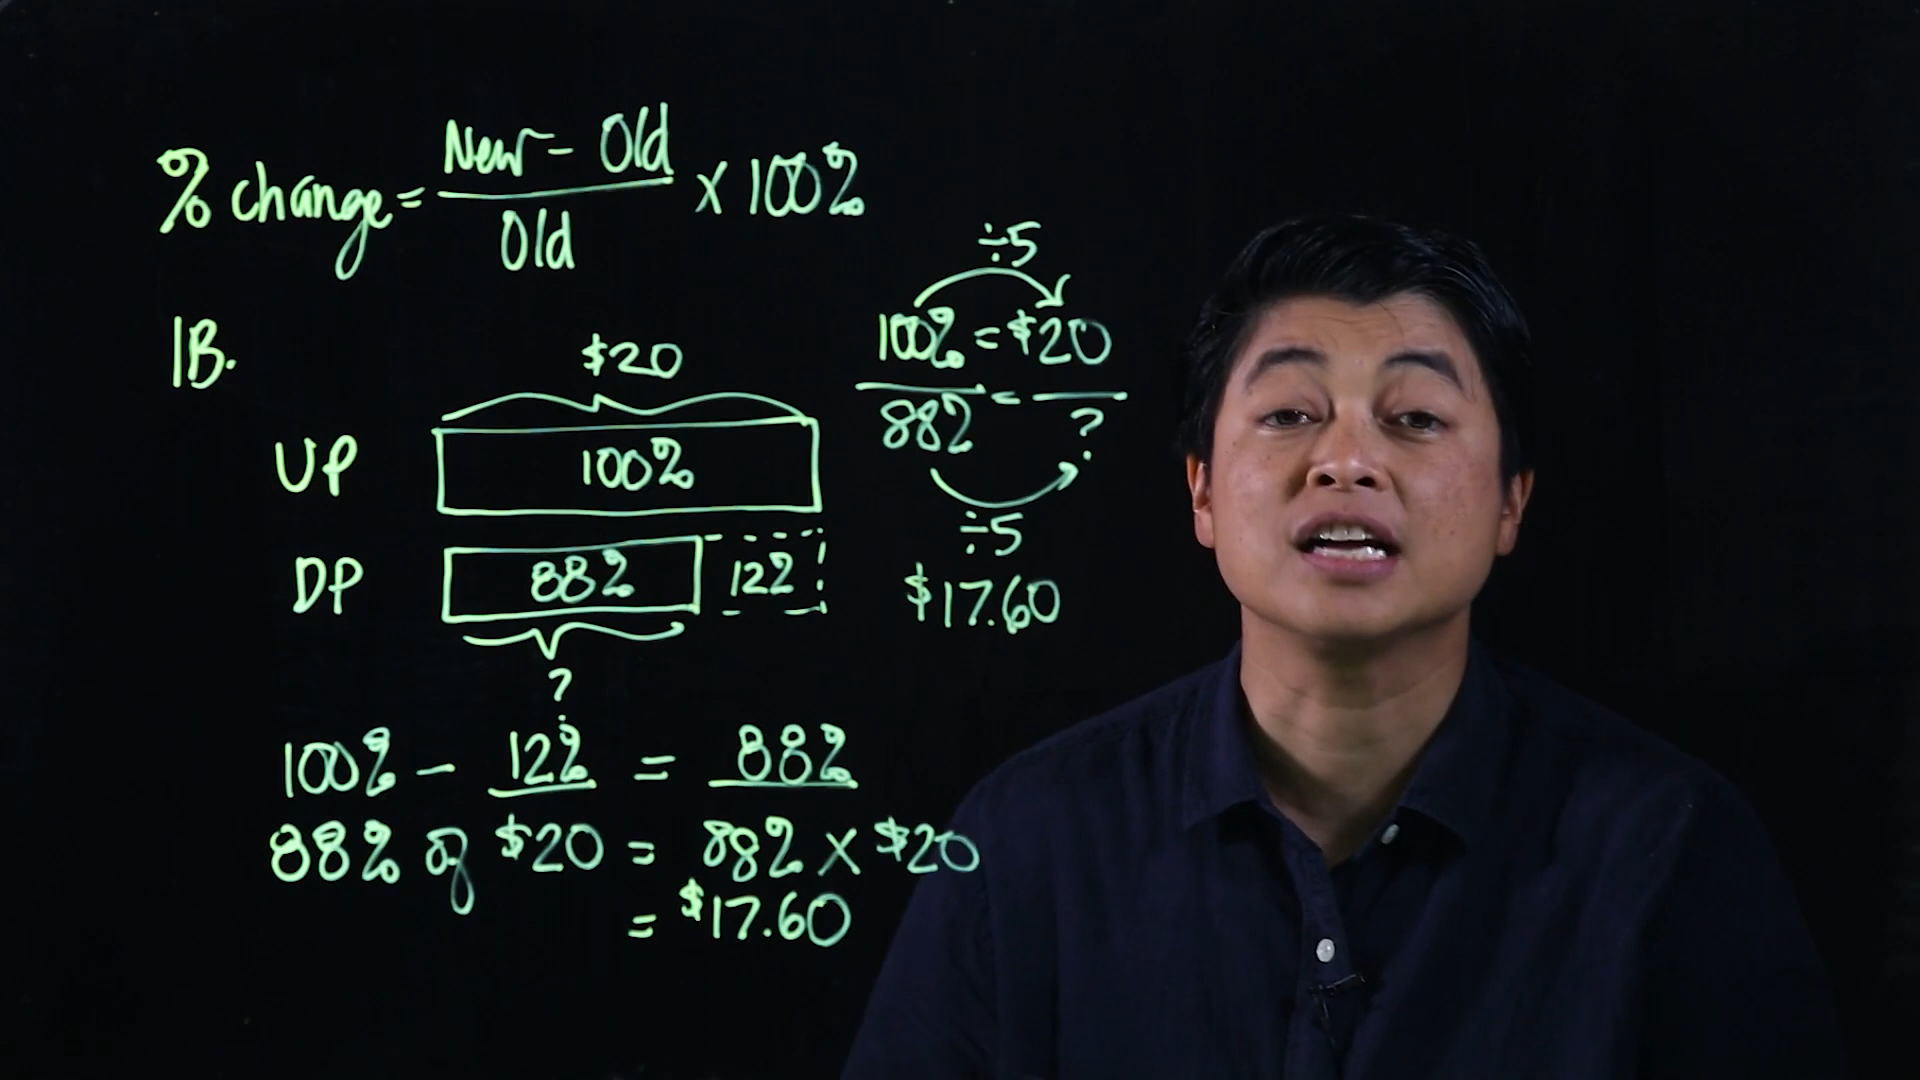 % change = New - Old / Old x 100%
1B.
$20
UP 100%
DP 88% 12%
?
100% - 12% = 88%
88% of $20 = 88% x $20
= $17.60
÷5
100% = $20
88% = ?
÷5
$17.60